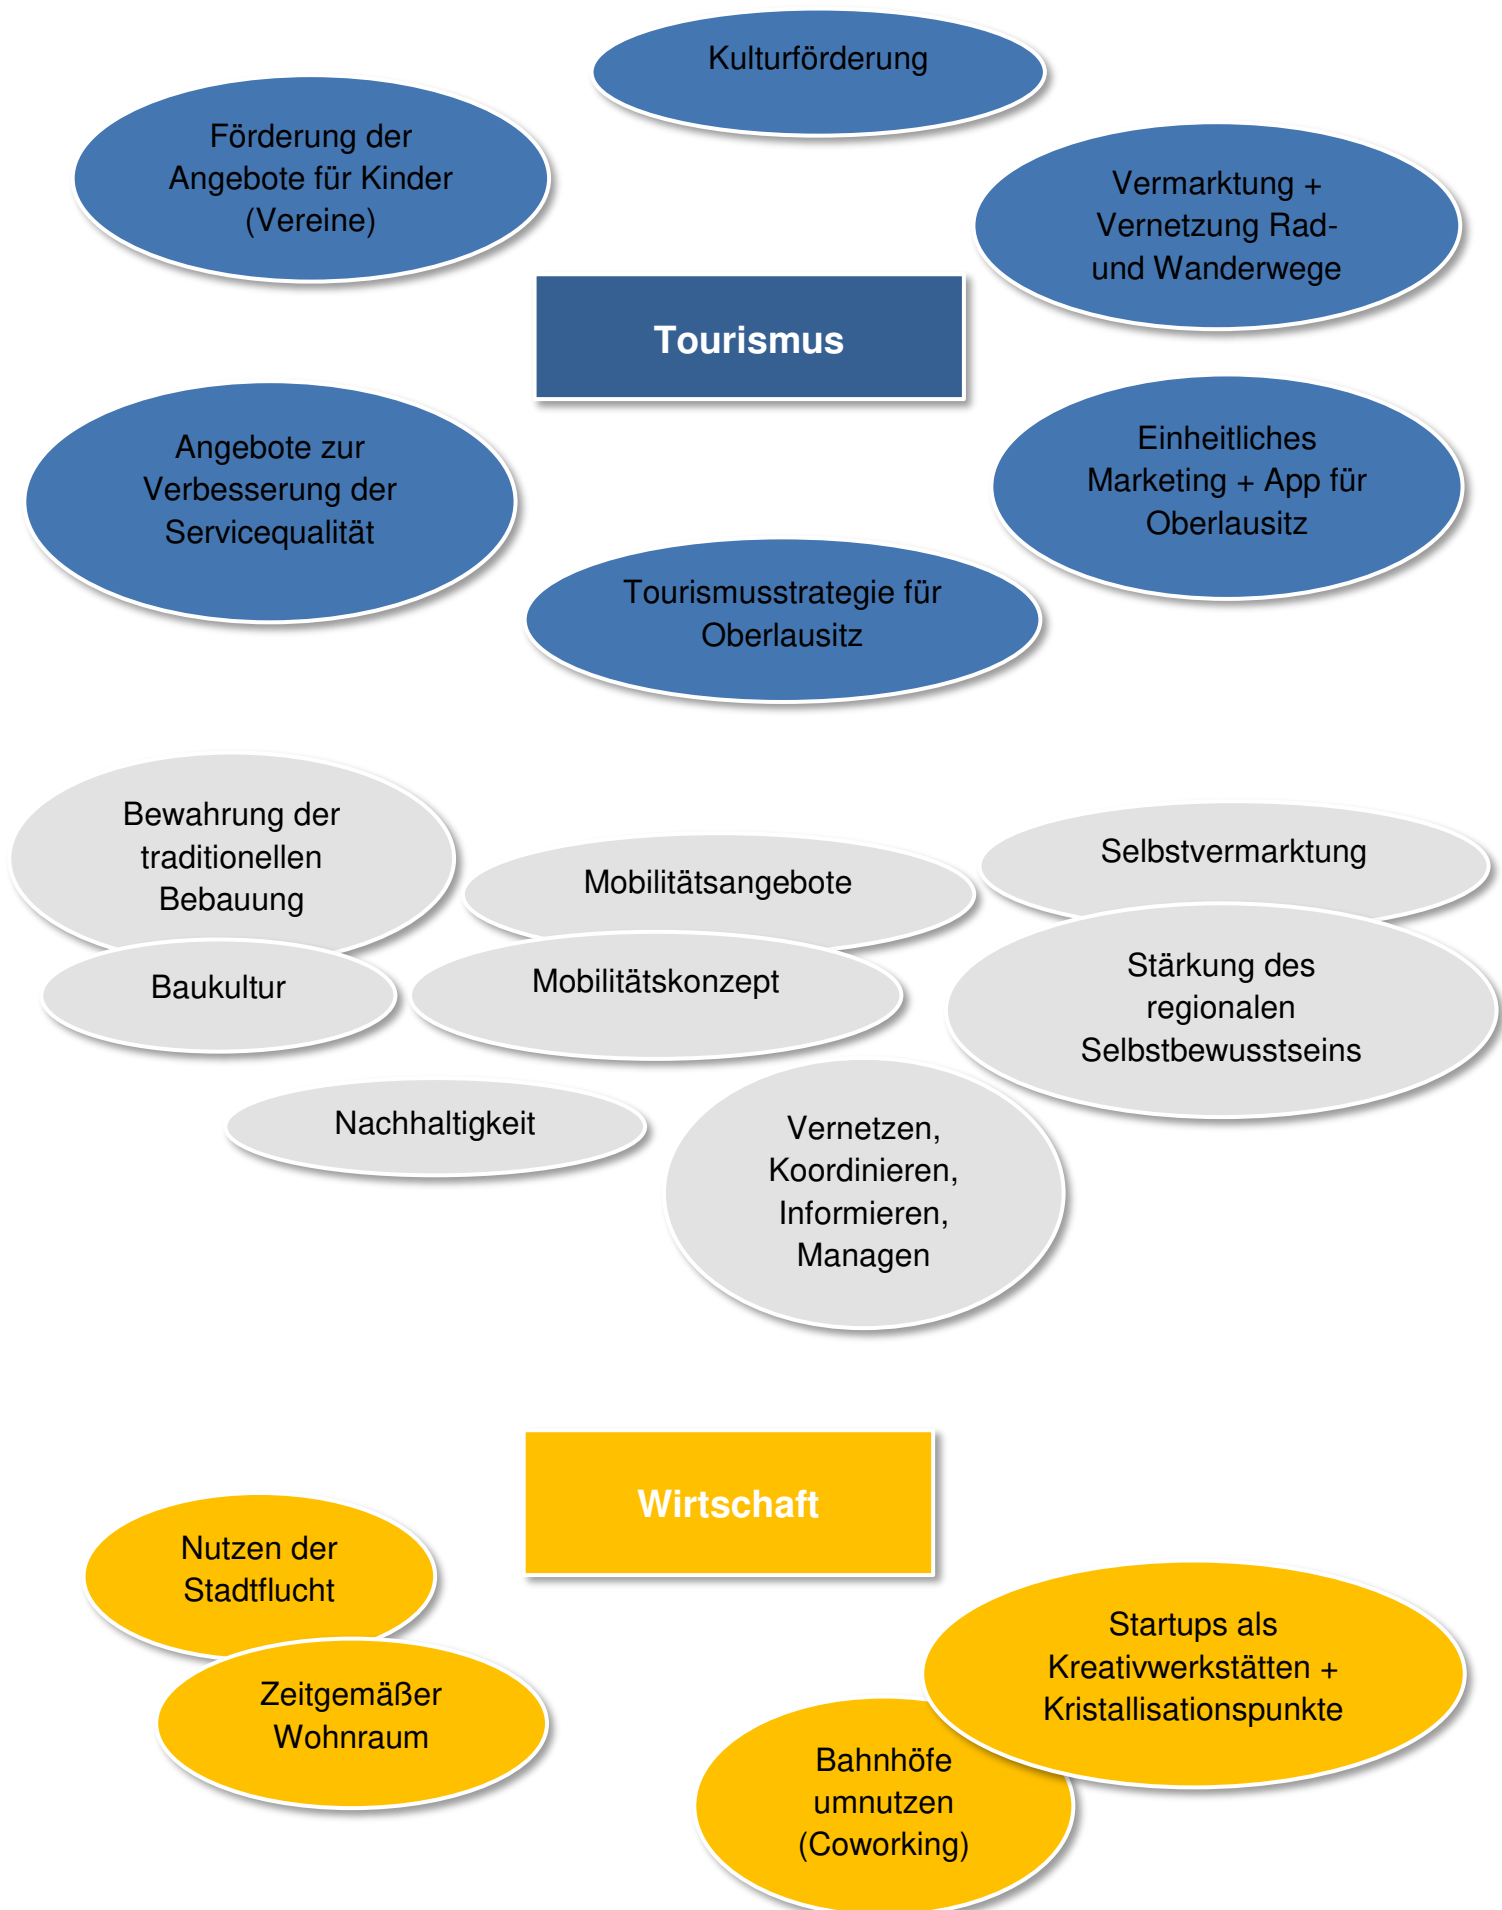 Kulturförderung
Förderung der
Angebote für Kinder
(Vereine)
Vermarktung +
Vernetzung Rad-
und Wanderwege
Tourismus
Angebote zur
Verbesserung der
Servicequalität
Einheitliches
Marketing + App für
Oberlausitz
Tourismusstrategie für
Oberlausitz
Bewahrung der
traditionellen
Bebauung
Mobilitätsangebote
Selbstvermarktung
Baukultur
Mobilitätskonzept
Stärkung des
regionalen
Selbstbewusstseins
Nachhaltigkeit
Vernetzen,
Koordinieren,
Informieren,
Managen
Wirtschaft
Nutzen der
Stadtflucht
Zeitgemäßer
Wohnraum
Startups als
Kreativwerkstätten +
Kristallisationspunkte
Bahnhöfe
umnutzen
(Coworking)